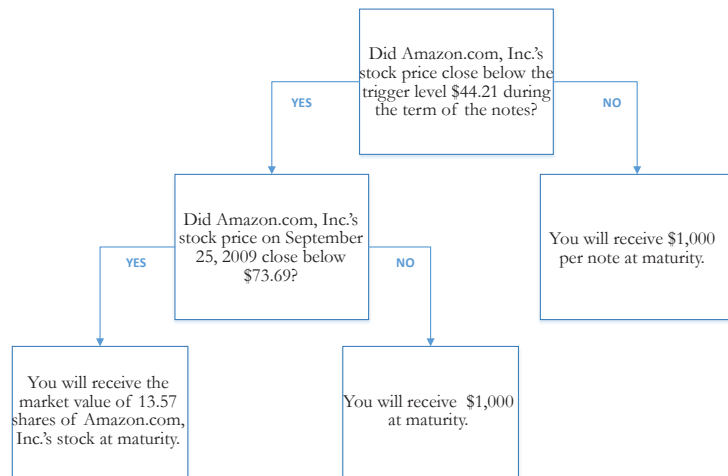 Did Amazon.com, Inc.'s
stock price close below the
trigger level $44.21 during
the term of the notes?
YES
NO
Did Amazon.com, Inc.'s
stock price on September
25, 2009 close below
$73.69?
You will receive $1,000
per note at maturity.
YES
NO
You will receive the
market value of 13.57
shares of Amazon.com,
Inc.'s stock at maturity.
You will receive $1,000
at maturity.